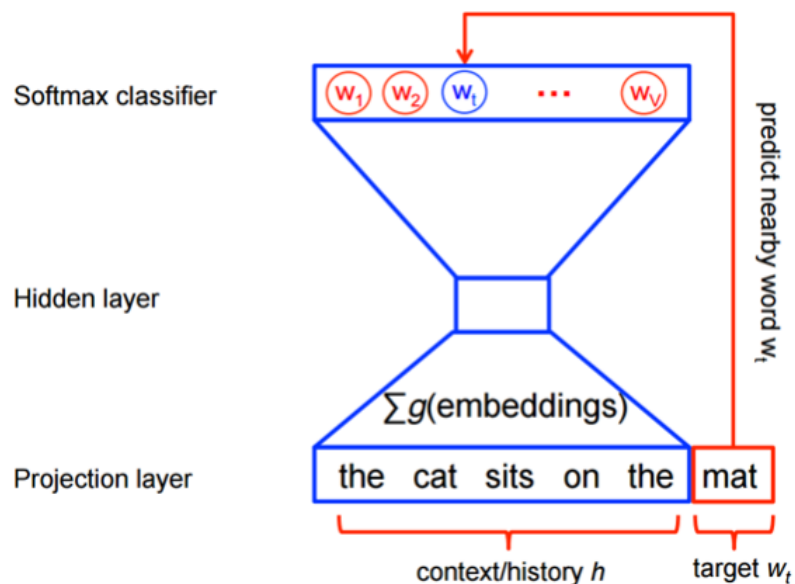 Softmax classifier
w₁ w₂ wₜ ... w_V
predict nearby word wₜ
Hidden layer
∑g(embeddings)
Projection layer
the cat sits on the mat
context/history h
target wₜ